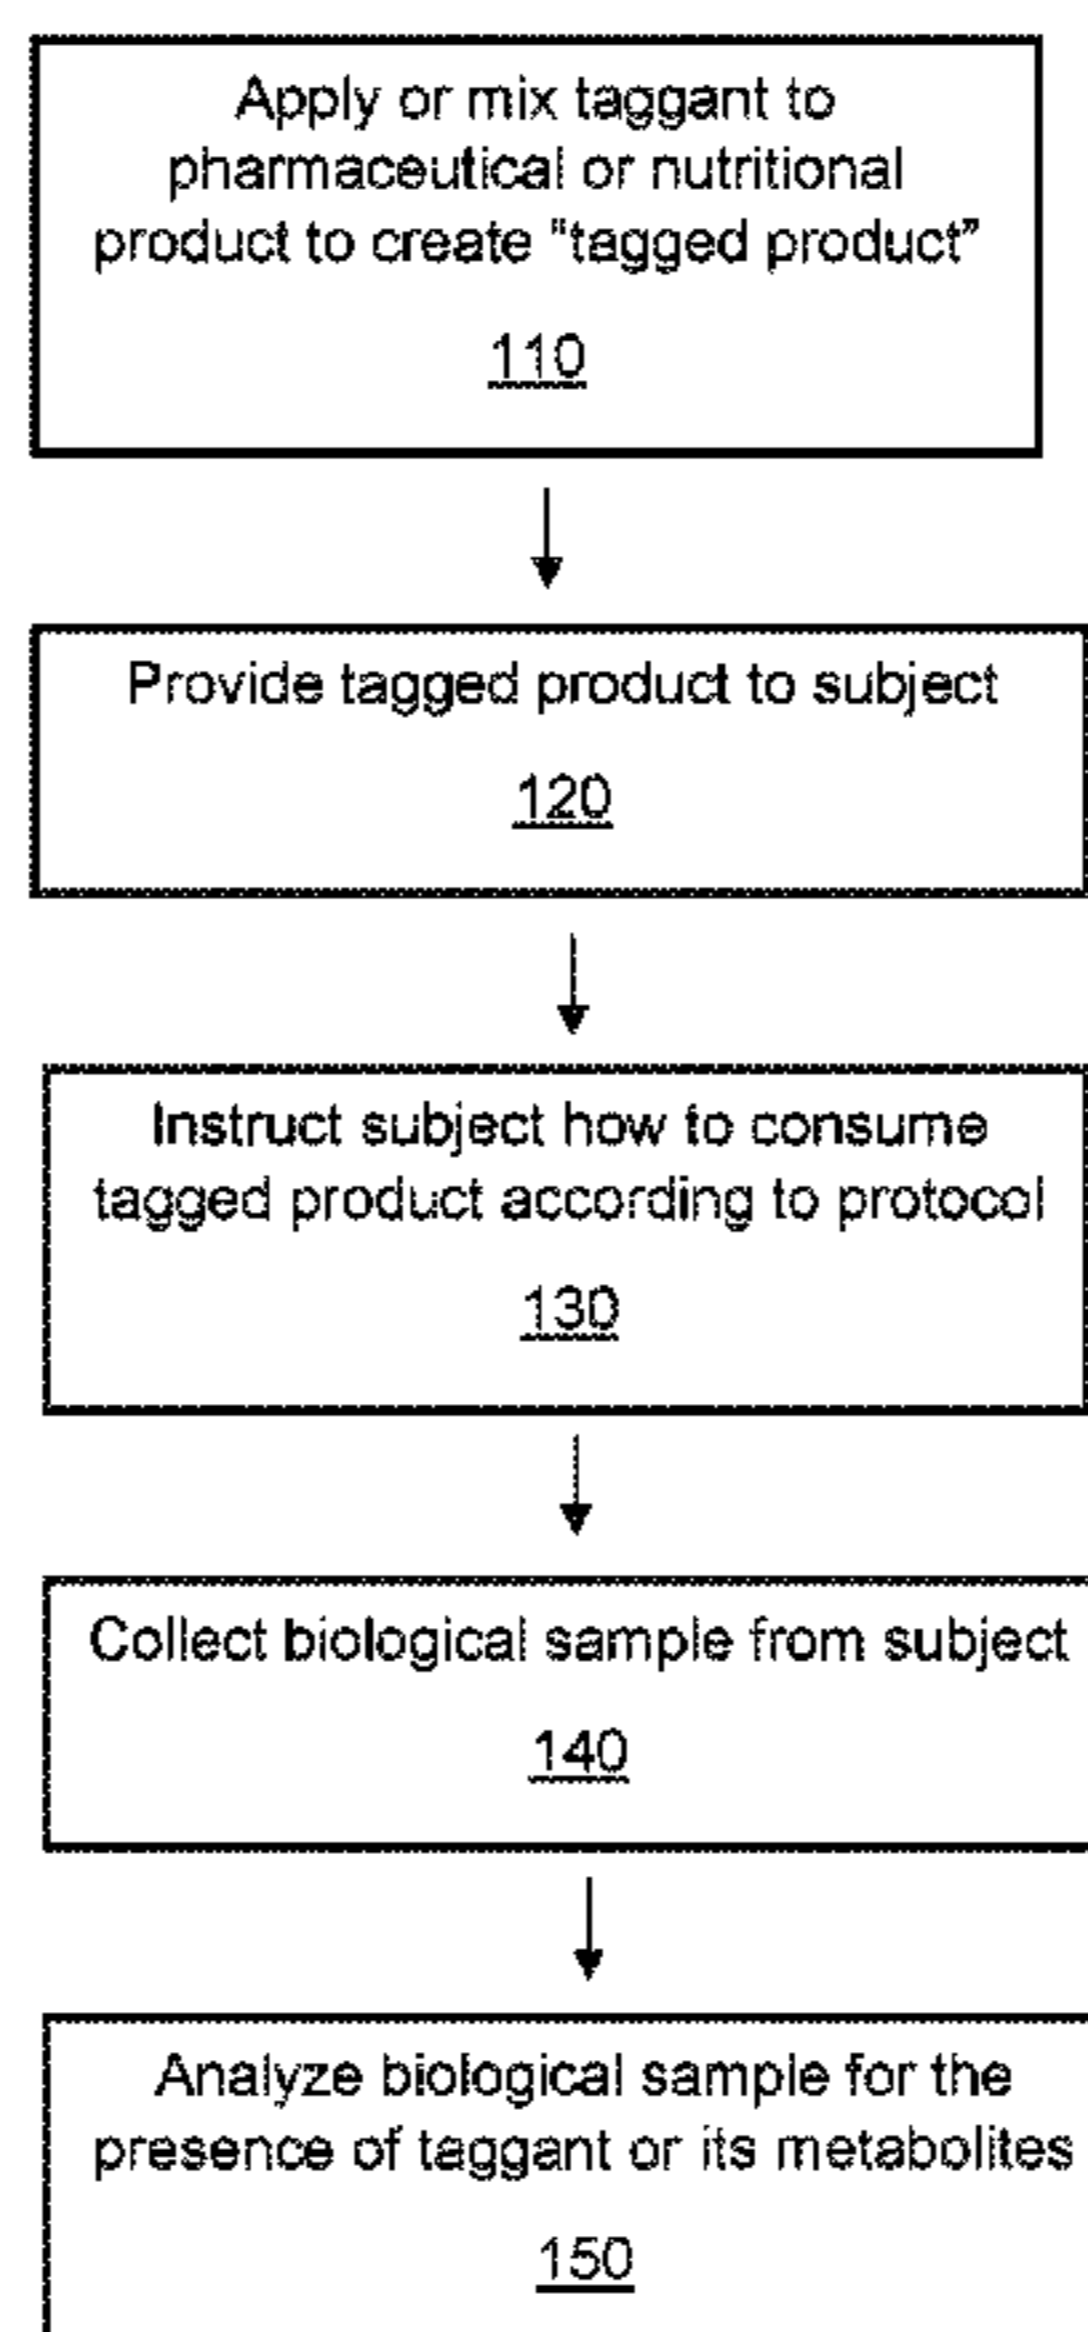 Apply or mix taggant to
pharmaceutical or nutritional
product to create “tagged product”
110
Provide tagged product to subject
120
Instruct subject how to consume
tagged product according to protocol
130
Collect biological sample from subject
140
Analyze biological sample for the
presence of taggant or its metabolites
150